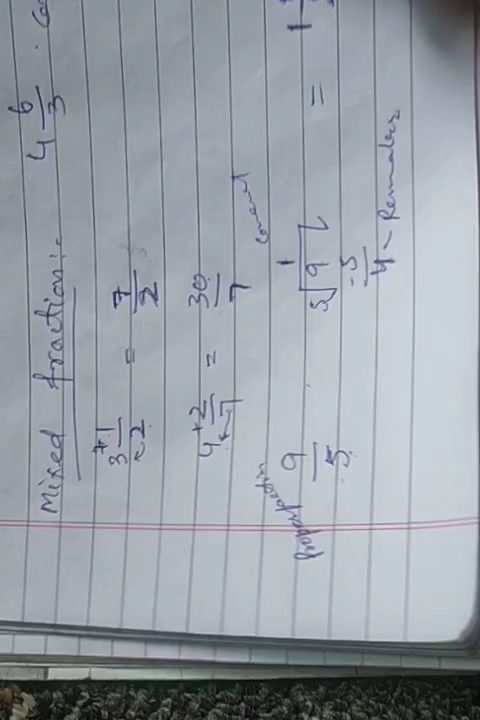 Mixed fraction:- 4 6/3
3 1/2 = 7/2
4 2/7 = 30/7
convert
9/5 5)9( 1 = 1
-5
4 - Remainder